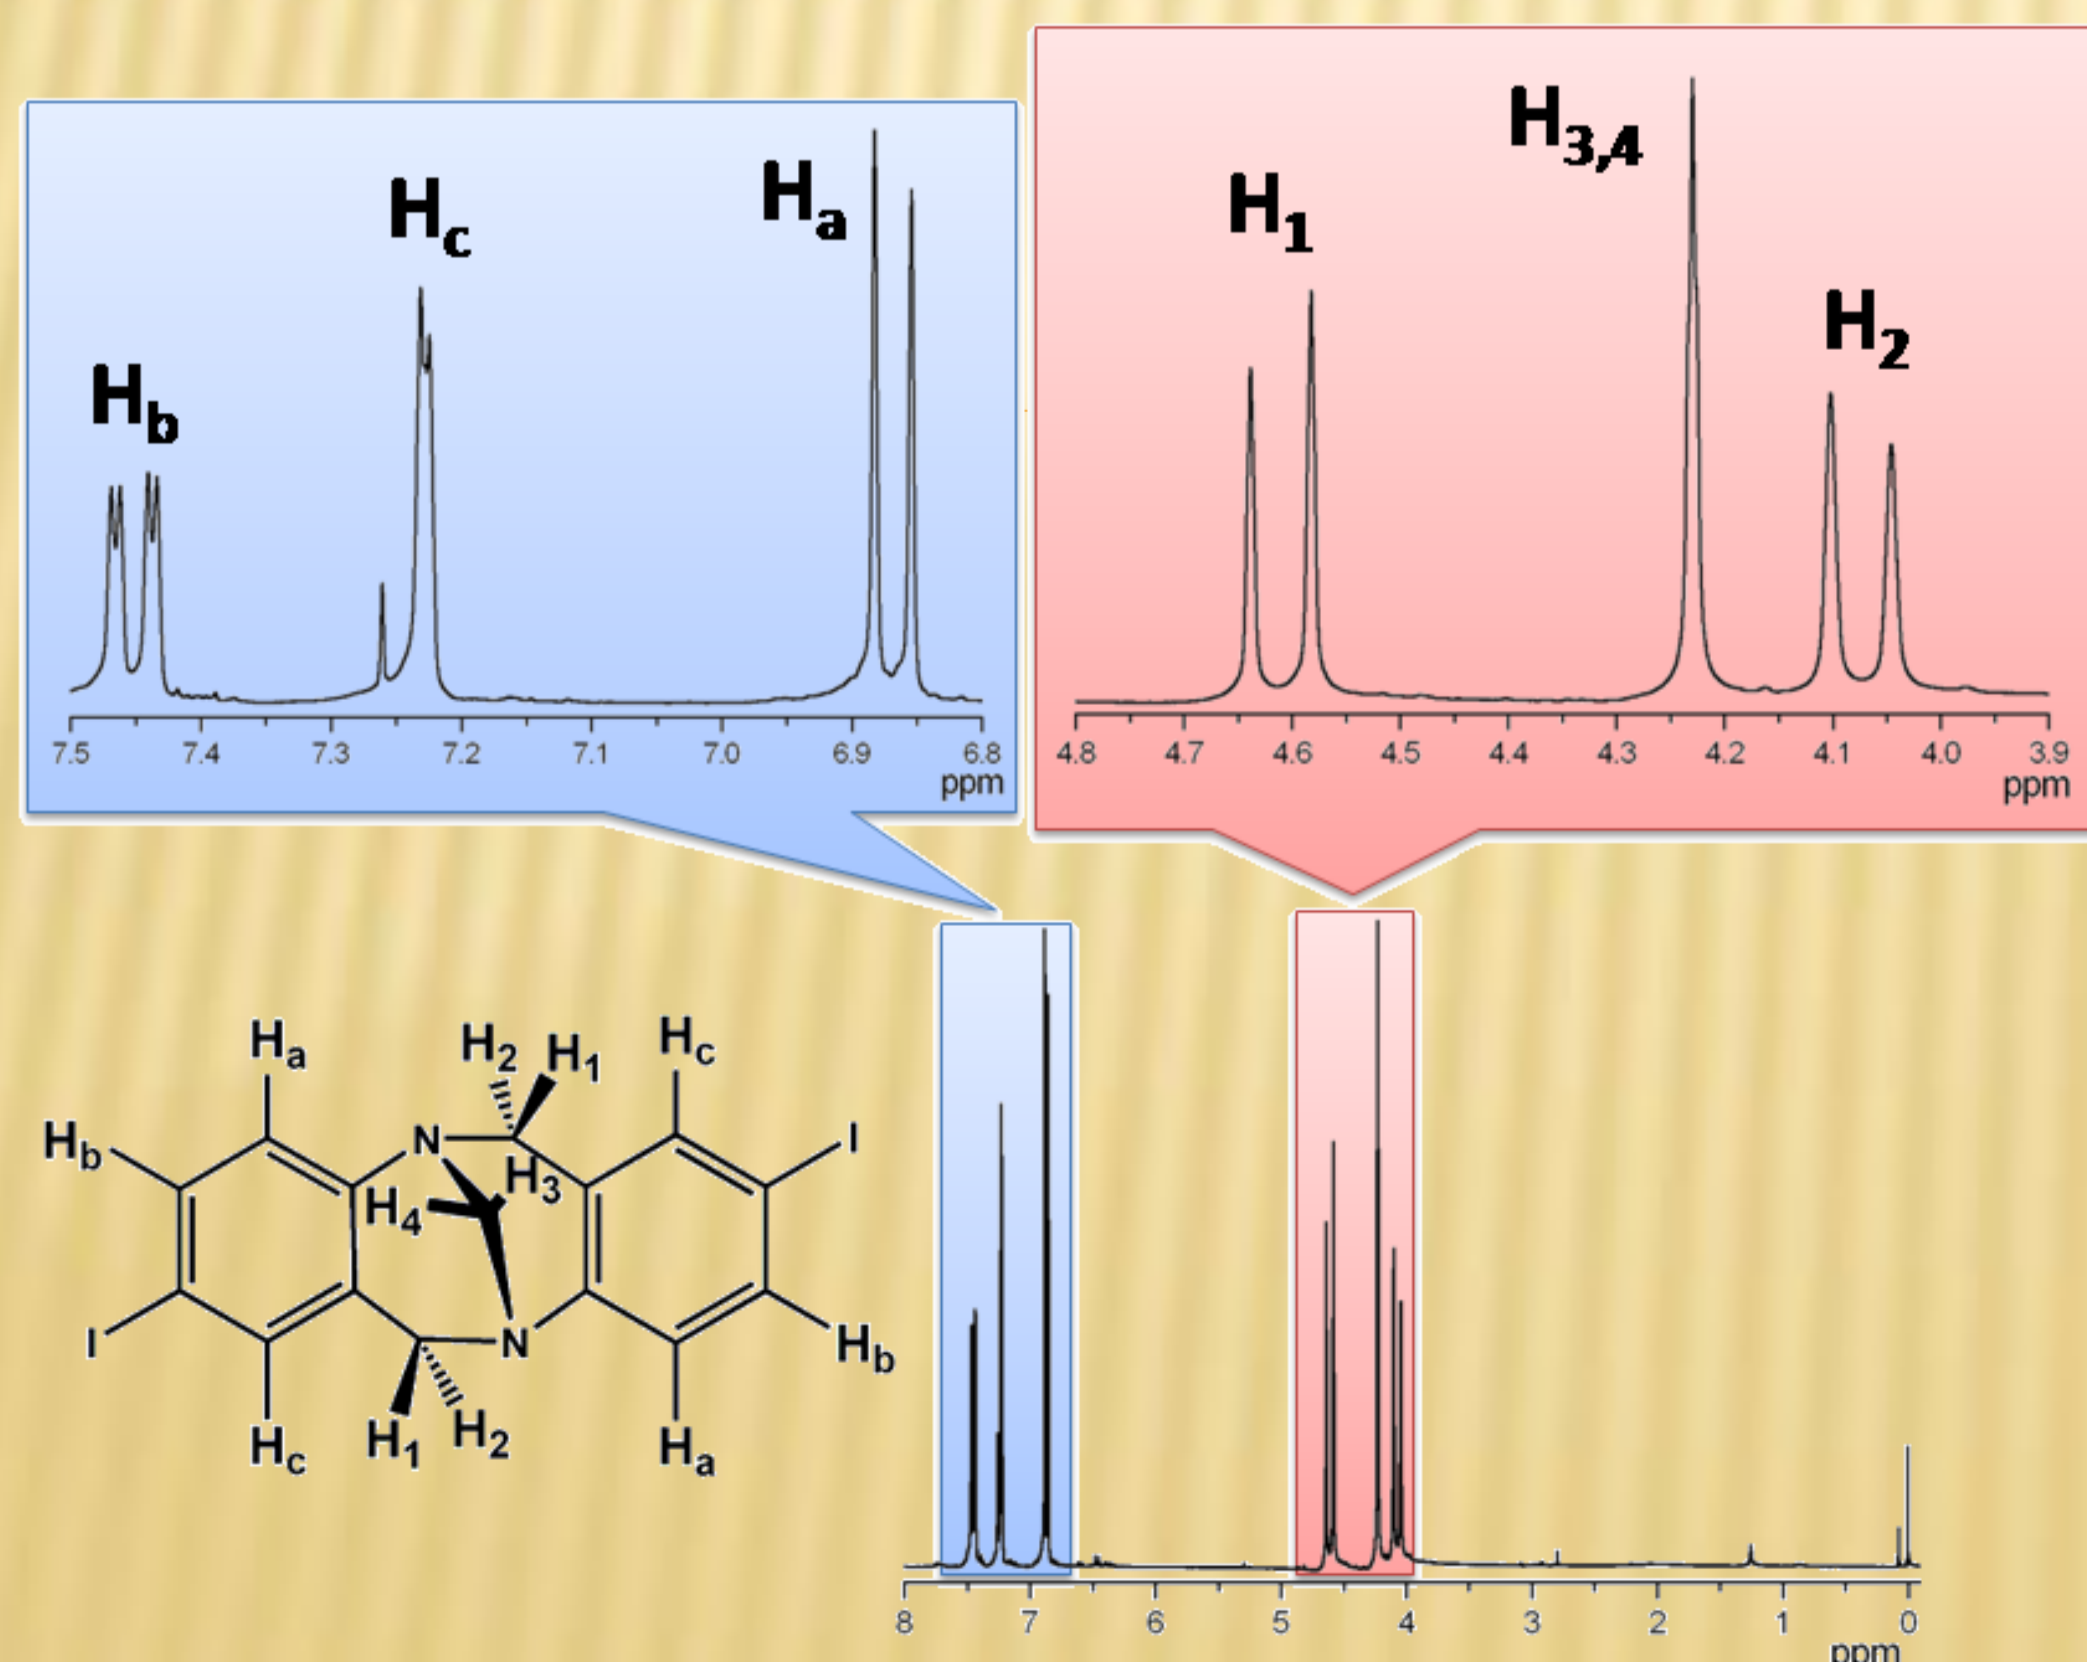 H3,4
Ha
Hc
H1
H2
Hb
7.5 7.4 7.3 7.2 7.1 7.0 6.9 6.8
ppm
4.8 4.7 4.6 4.5 4.4 4.3 4.2 4.1 4.0 3.9
ppm
Ha H2 H1 Hc
Hb N I
H4 H3
I N Hb
Hc H1 H2 Ha
8 7 6 5 4 3 2 1 0
ppm